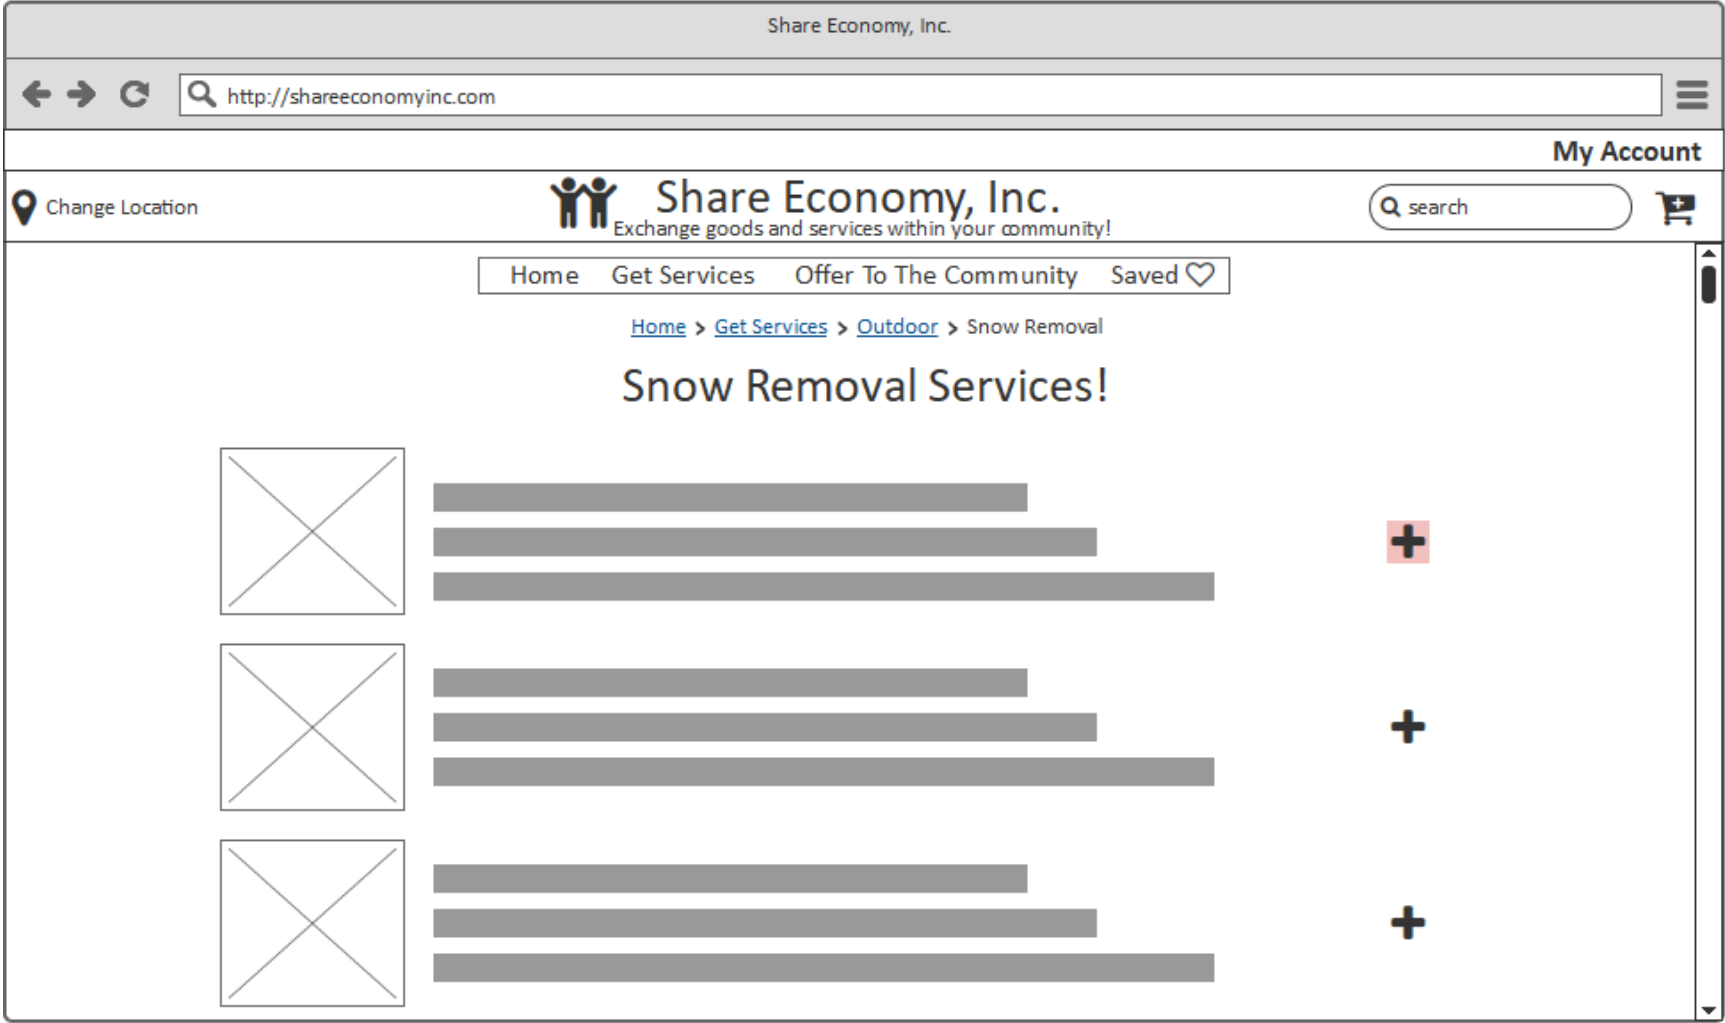 Share Economy, Inc.
http://shareeconomyinc.com
My Account
Change Location
Share Economy, Inc.
Exchange goods and services within your community!
search
Home Get Services Offer To The Community Saved
Home > Get Services > Outdoor > Snow Removal
Snow Removal Services!